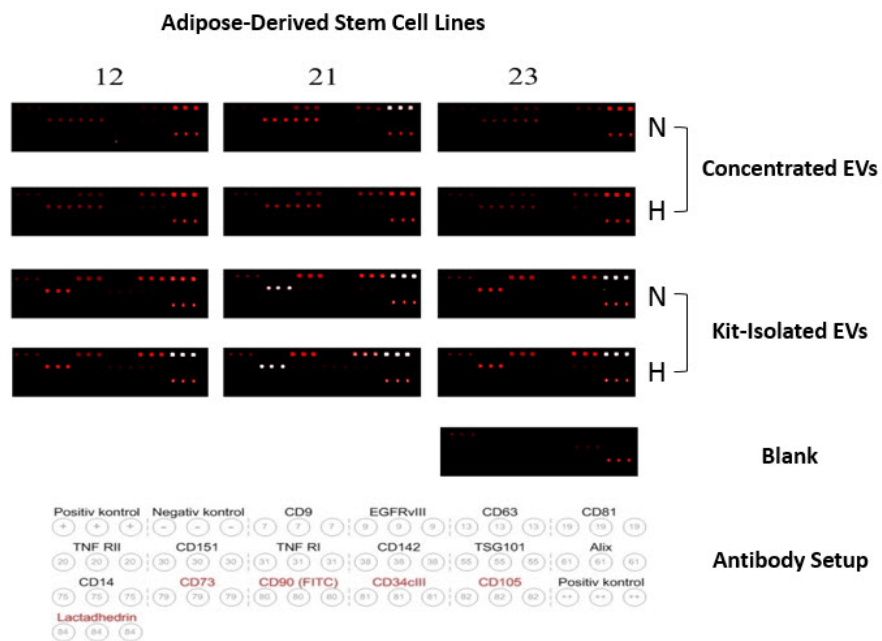 Adipose-Derived Stem Cell Lines
12 21 23
N
Concentrated EVs
H
N
Kit-Isolated EVs
H
Blank
Positiv kontrol Negativ kontrol CD9 EGFRvIII CD63 CD81
+ + + − − − 7 7 7 9 9 9 13 13 13 19 19 19
TNF RII CD151 TNF RI CD142 TSG101 Alix
20 20 20 30 30 30 31 31 31 38 38 38 55 55 55 61 61 61
Antibody Setup
CD14 CD73 CD90 (FITC) CD34cIII CD105 Positiv kontrol
75 75 75 79 79 79 80 80 80 81 81 81 82 82 82 ++ ++ ++
Lactadhedrin
84 84 84